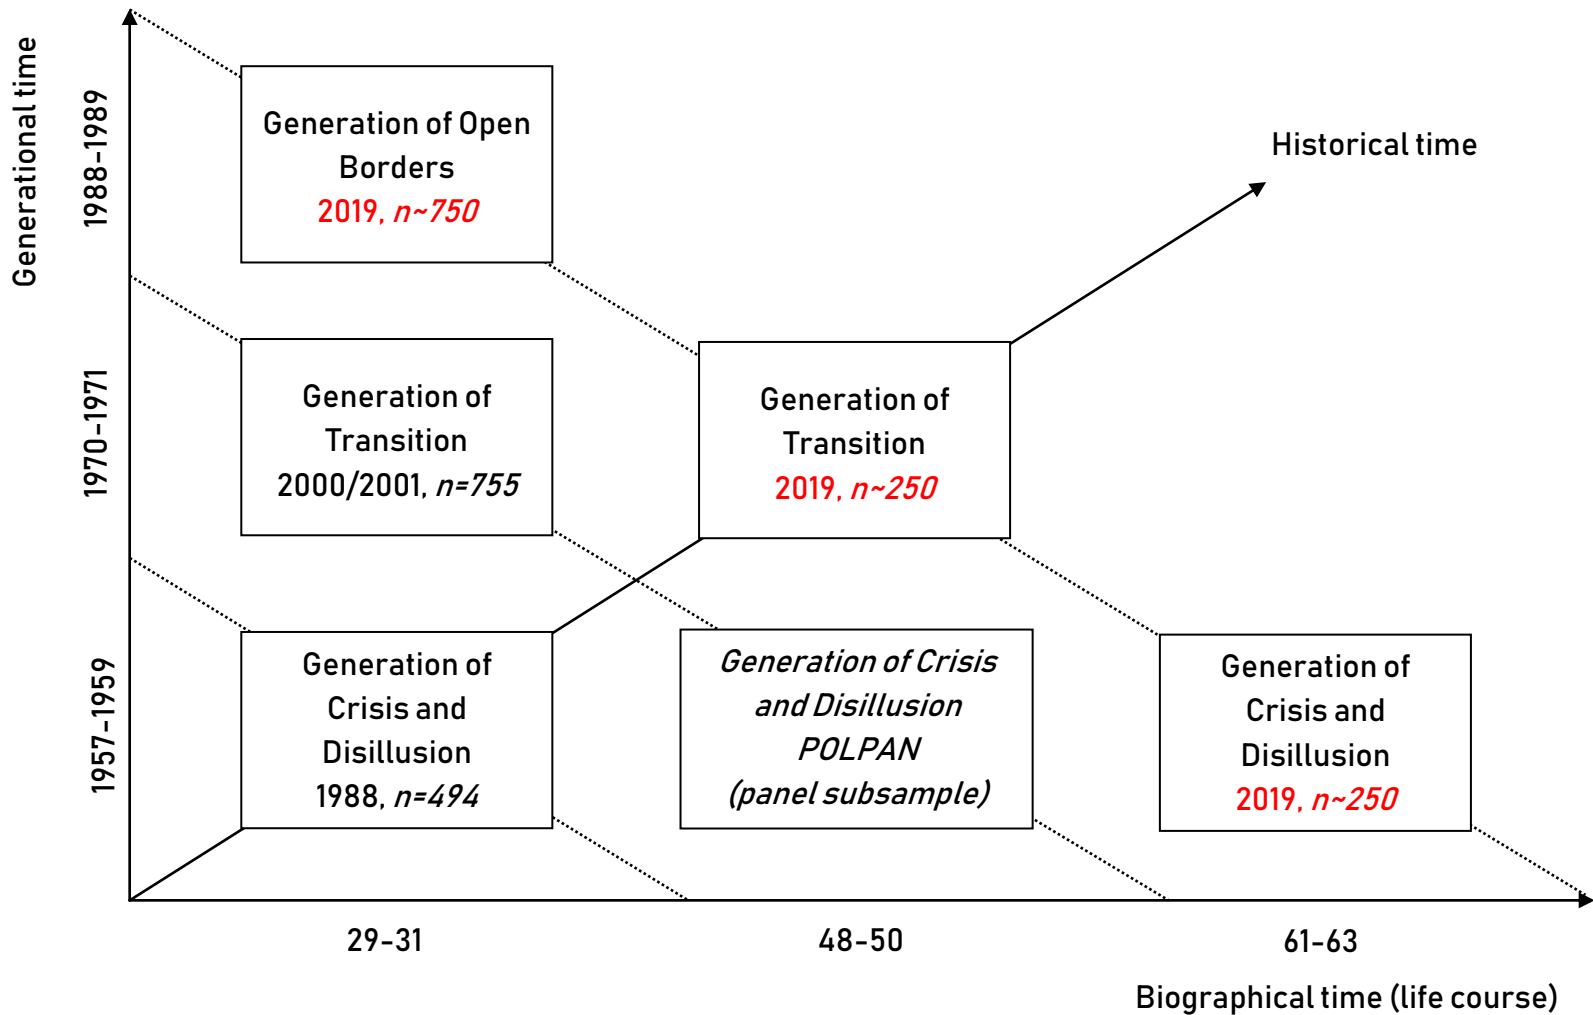 Generational time
1988-1989
1970-1971
1957-1959
Generation of Open
Borders
2019, n~750
Historical time
Generation of
Transition
2000/2001, n=755
Generation of
Transition
2019, n~250
Generation of
Crisis and
Disillusion
1988, n=494
Generation of Crisis
and Disillusion
POLPAN
(panel subsample)
Generation of
Crisis and
Disillusion
2019, n~250
29-31
48-50
61-63
Biographical time (life course)